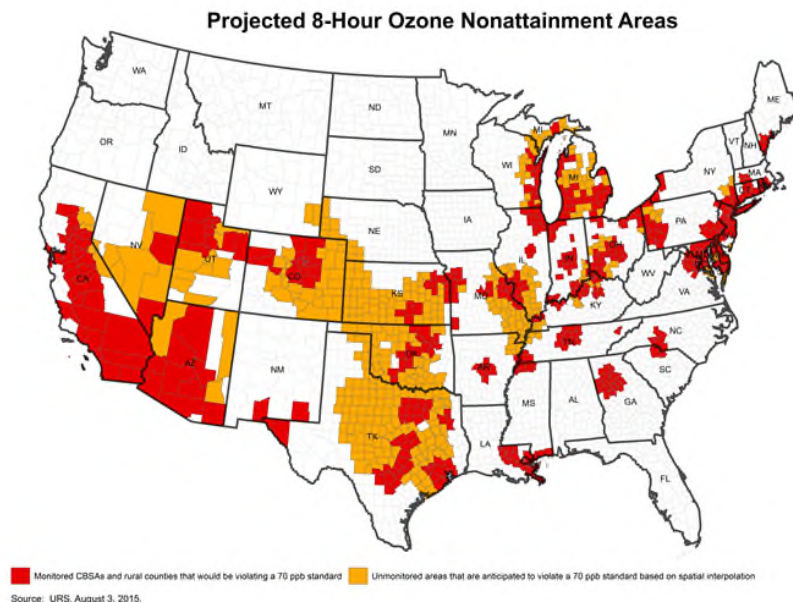 Projected 8-Hour Ozone Nonattainment Areas
WA
MT
ND
MN
ME
OR
ID
SD
WI
MI
VT
NH
NY
MA
CT
WY
MI
IA
NE
PA
NV
UT
CO
IL
IN
OH
CA
KS
MO
WV
VA
KY
NC
AZ
NM
OK
AR
TN
SC
MS
AL
GA
TX
LA
FL
Monitored CBSAs and rural counties that would be violating a 70 ppb standard
Unmonitored areas that are anticipated to violate a 70 ppb standard based on spatial interpolation
Source: URS, August 3, 2015.